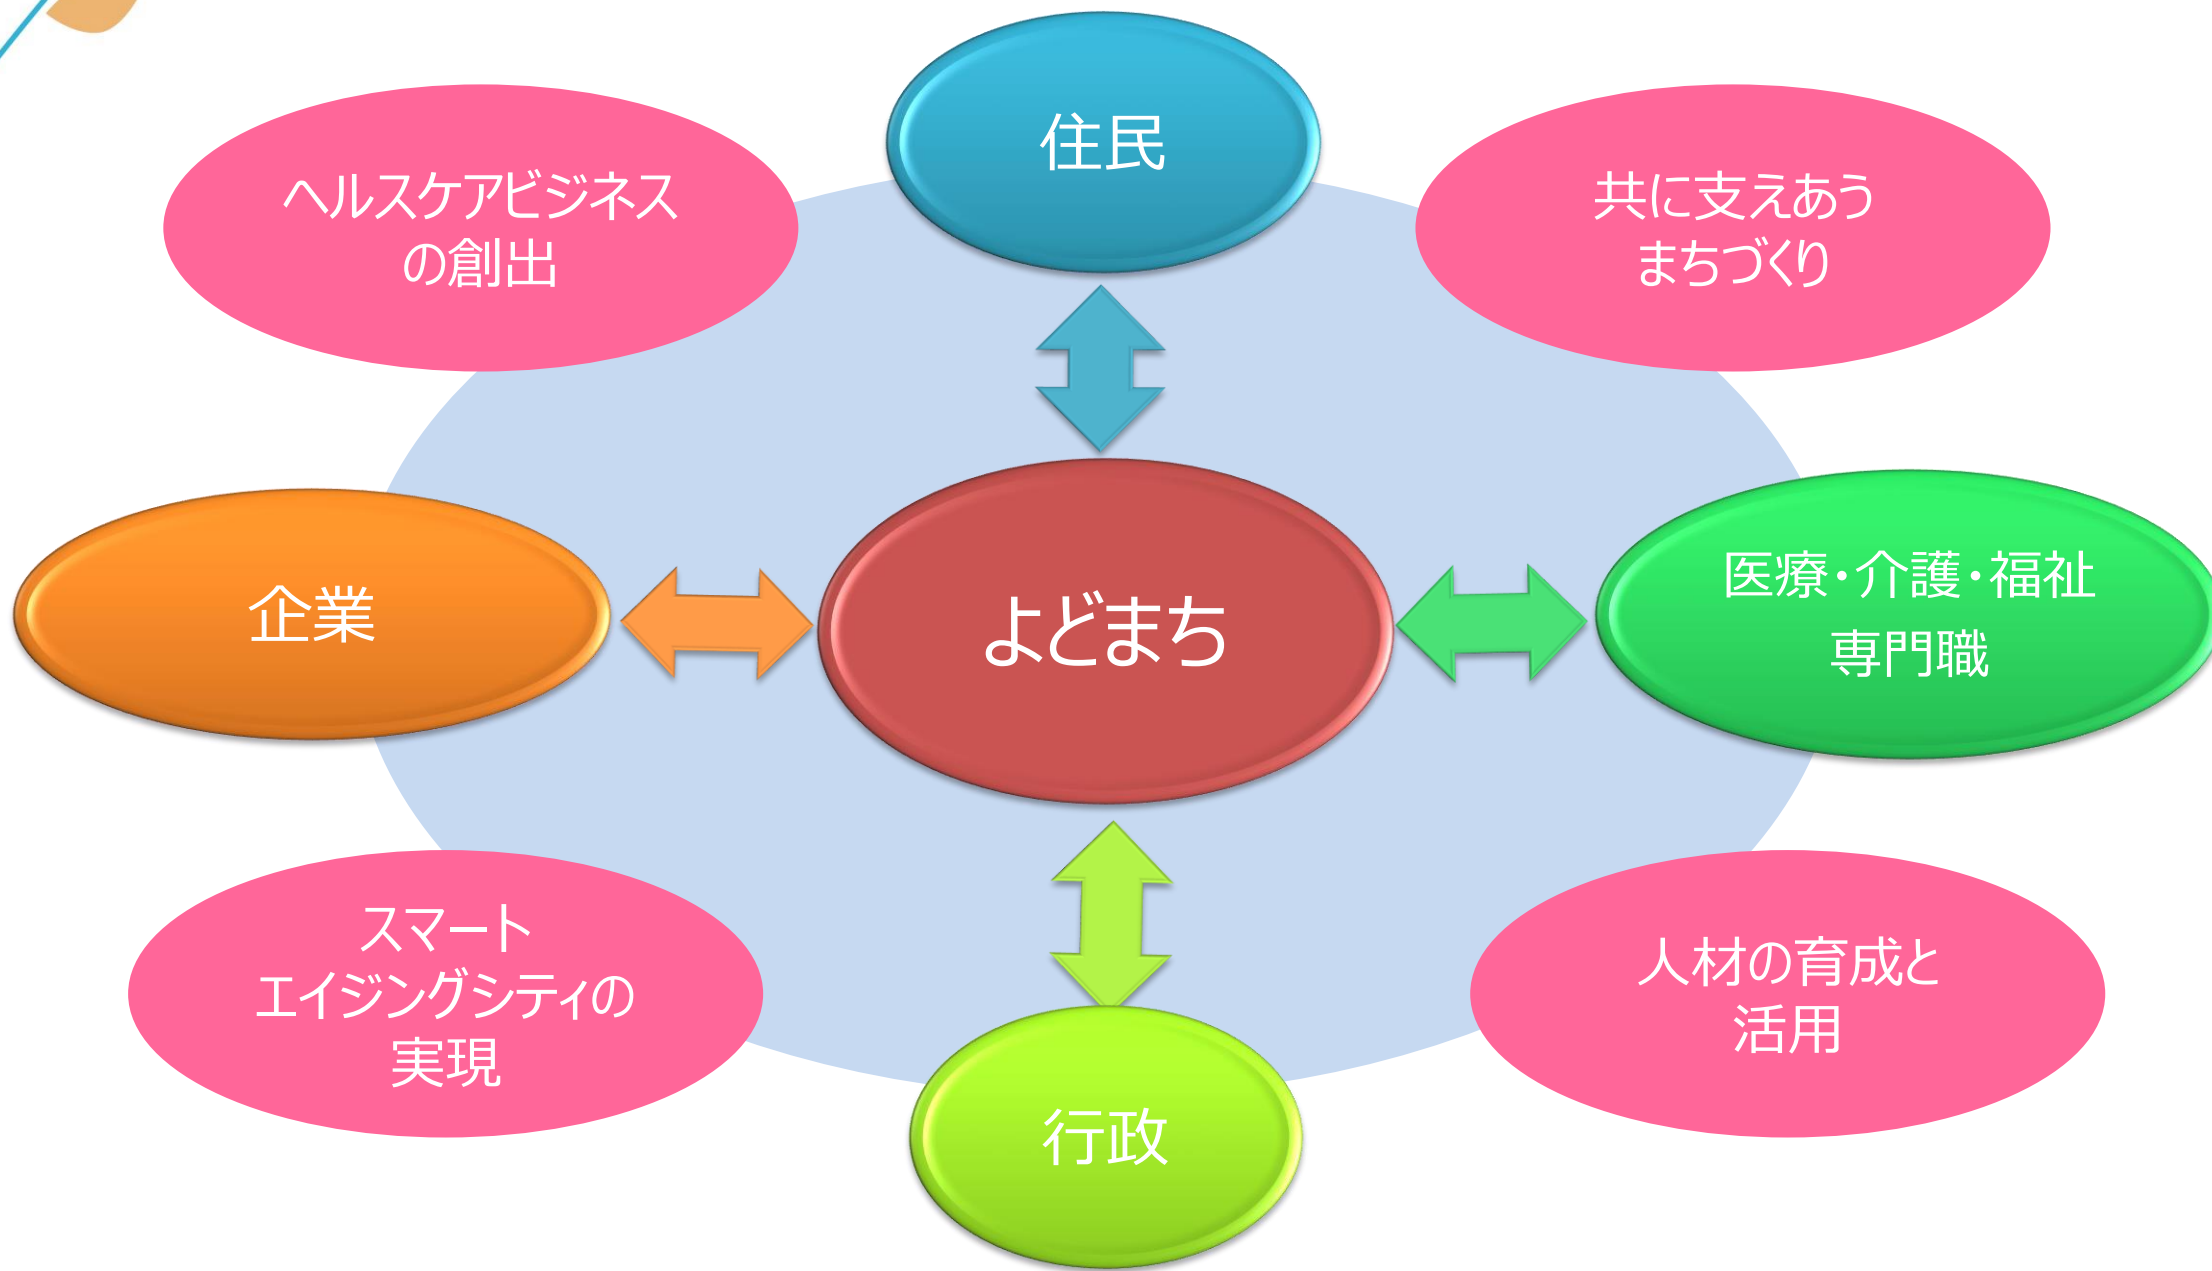 住民
ヘルスケアビジネス
の創出
共に支えあう
まちづくり
企業
よどまち
医療・介護・福祉
専門職
スマート
エイジングシティの
実現
人材の育成と
活用
行政